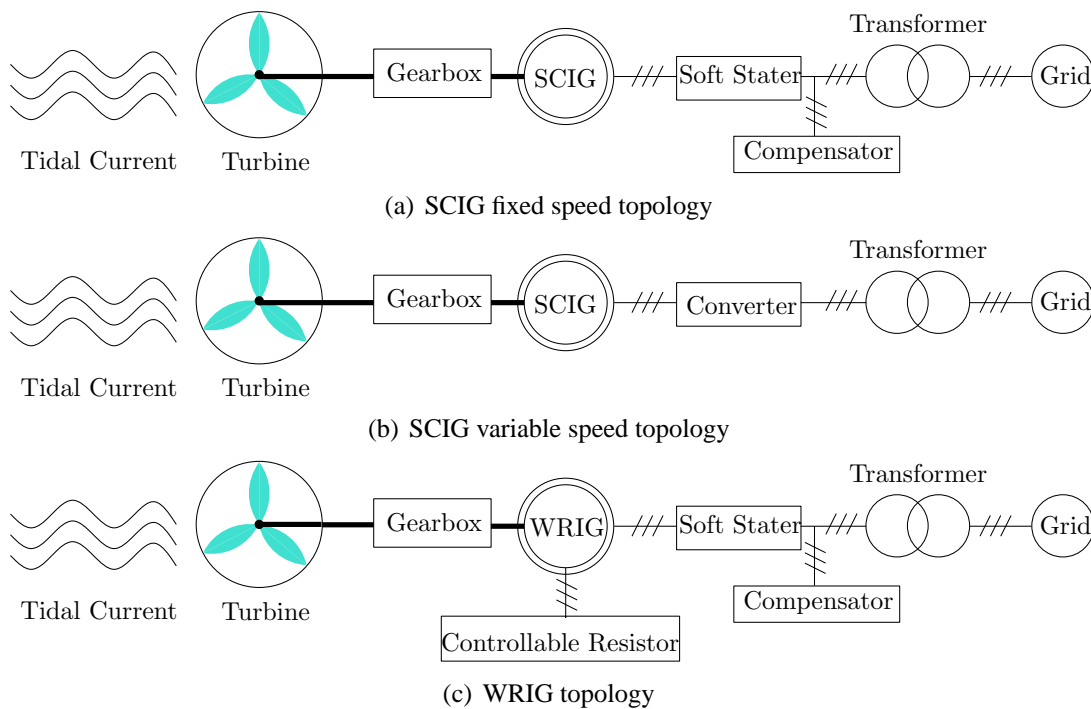 Transformer
Gearbox
SCIG
Soft Stater
Grid
Compensator
Tidal Current
Turbine
(a) SCIG fixed speed topology
Transformer
Gearbox
SCIG
Converter
Grid
Tidal Current
Turbine
(b) SCIG variable speed topology
Transformer
Gearbox
WRIG
Soft Stater
Grid
Compensator
Tidal Current
Turbine
Controllable Resistor
(c) WRIG topology